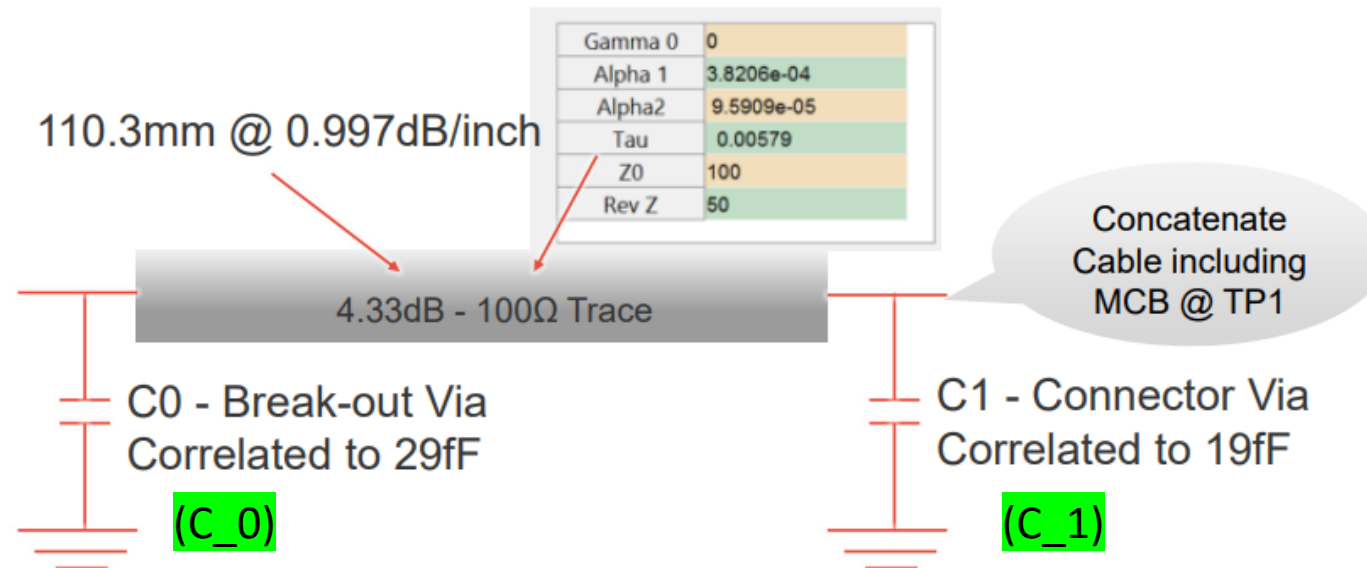 Gamma 0 0
Alpha 1 3.8206e-04
Alpha2 9.5909e-05
Tau 0.00579
Z0 100
Rev Z 50
110.3mm @ 0.997dB/inch
4.33dB - 100Ω Trace
Concatenate
Cable including
MCB @ TP1
C0 - Break-out Via
Correlated to 29fF
(C_0)
C1 - Connector Via
Correlated to 19fF
(C_1)